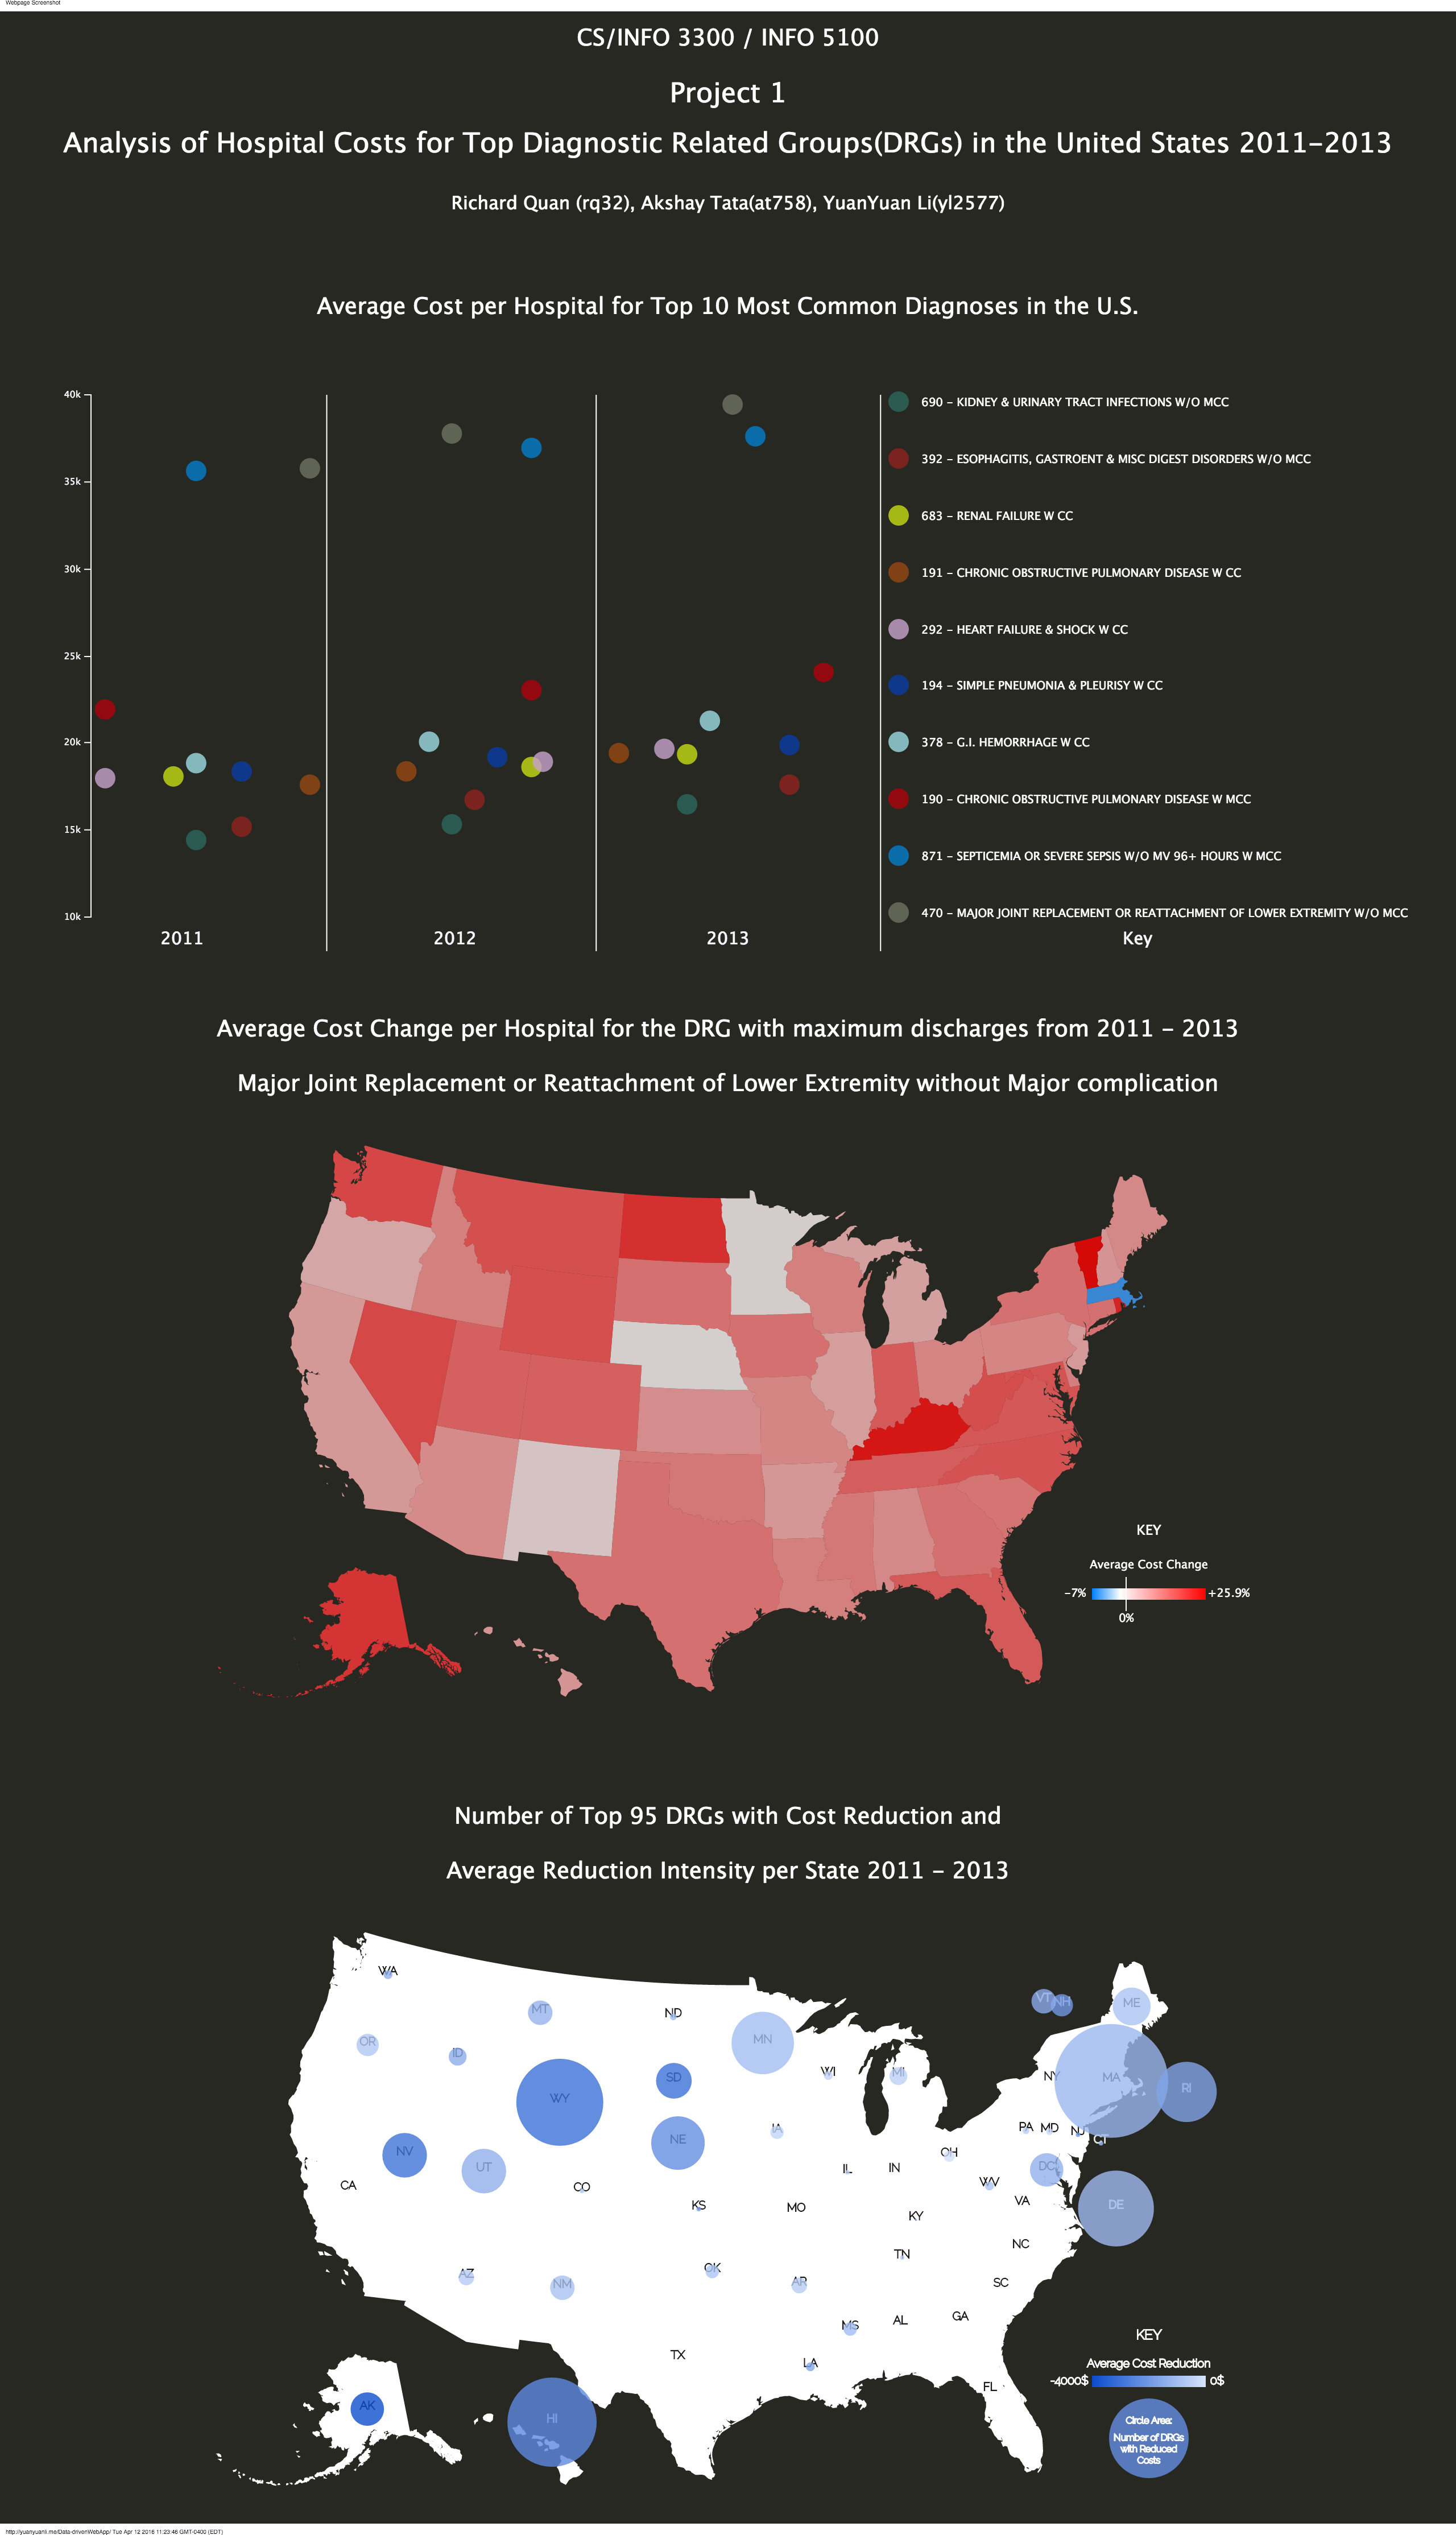 Webpage Screenshot
CS/INFO 3300 / INFO 5100
Project 1
Analysis of Hospital Costs for Top Diagnostic Related Groups(DRGs) in the United States 2011-2013
Richard Quan (rq32), Akshay Tata(at758), YuanYuan Li(yl2577)
Average Cost per Hospital for Top 10 Most Common Diagnoses in the U.S.
40k
35k
30k
25k
20k
15k
10k
2011
2012
2013
690 - KIDNEY & URINARY TRACT INFECTIONS W/O MCC
392 - ESOPHAGITIS, GASTROENT & MISC DIGEST DISORDERS W/O MCC
683 - RENAL FAILURE W CC
191 - CHRONIC OBSTRUCTIVE PULMONARY DISEASE W CC
292 - HEART FAILURE & SHOCK W CC
194 - SIMPLE PNEUMONIA & PLEURISY W CC
378 - G.I. HEMORRHAGE W CC
190 - CHRONIC OBSTRUCTIVE PULMONARY DISEASE W MCC
871 - SEPTICEMIA OR SEVERE SEPSIS W/O MV 96+ HOURS W MCC
470 - MAJOR JOINT REPLACEMENT OR REATTACHMENT OF LOWER EXTREMITY W/O MCC
Key
Average Cost Change per Hospital for the DRG with maximum discharges from 2011 - 2013
Major Joint Replacement or Reattachment of Lower Extremity without Major complication
KEY
Average Cost Change
-7%
+25.9%
0%
Number of Top 95 DRGs with Cost Reduction and
Average Reduction Intensity per State 2011 - 2013
WA
MT
ND
MN
VT
NH
ME
OR
ID
WY
SD
WI
MI
NY
MA
RI
NV
UT
NE
IA
PA
MD
NJ
CT
CA
CO
IL
IN
OH
DC
WV
VA
DE
KS
MO
KY
NC
TN
AZ
NM
OK
AR
SC
MS
AL
GA
TX
LA
FL
AK
HI
KEY
Average Cost Reduction
-4000$
0$
Circle Area:
Number of DRGs
with Reduced
Costs
http://yuanyuanli.me/Data-drivenWebApp/ Tue Apr 12 2016 11:23:46 GMT-0400 (EDT)